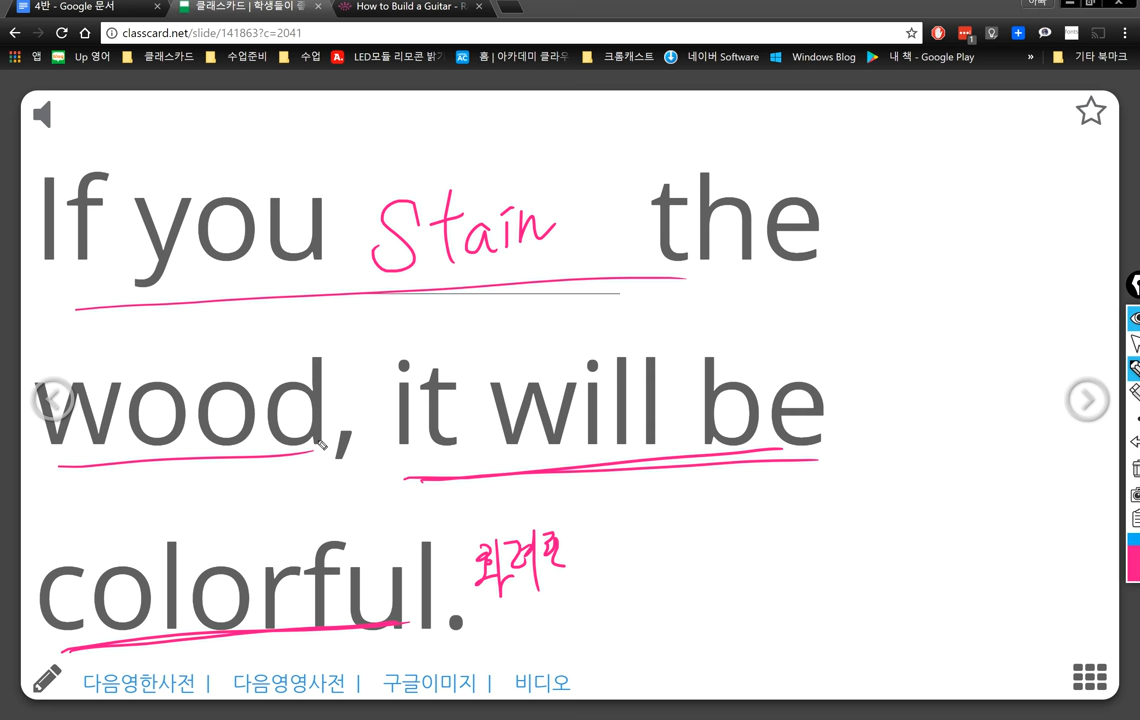 4반 - Google 문서
클래스카드 | 학생들이 즐
How to Build a Guitar - R
classcard.net/slide/141863?c=2041
앱 Up 영어 클래스카드 수업준비 수업 LED모듈 리모콘 밝기 홈 | 아카데미 클라우 크롬캐스트 네이버 Software Windows Blog 내 책 - Google Play » 기타 북마크
If you Stain the
wood, it will be
colorful. 화려한
다음영한사전 | 다음영영사전 | 구글이미지 | 비디오